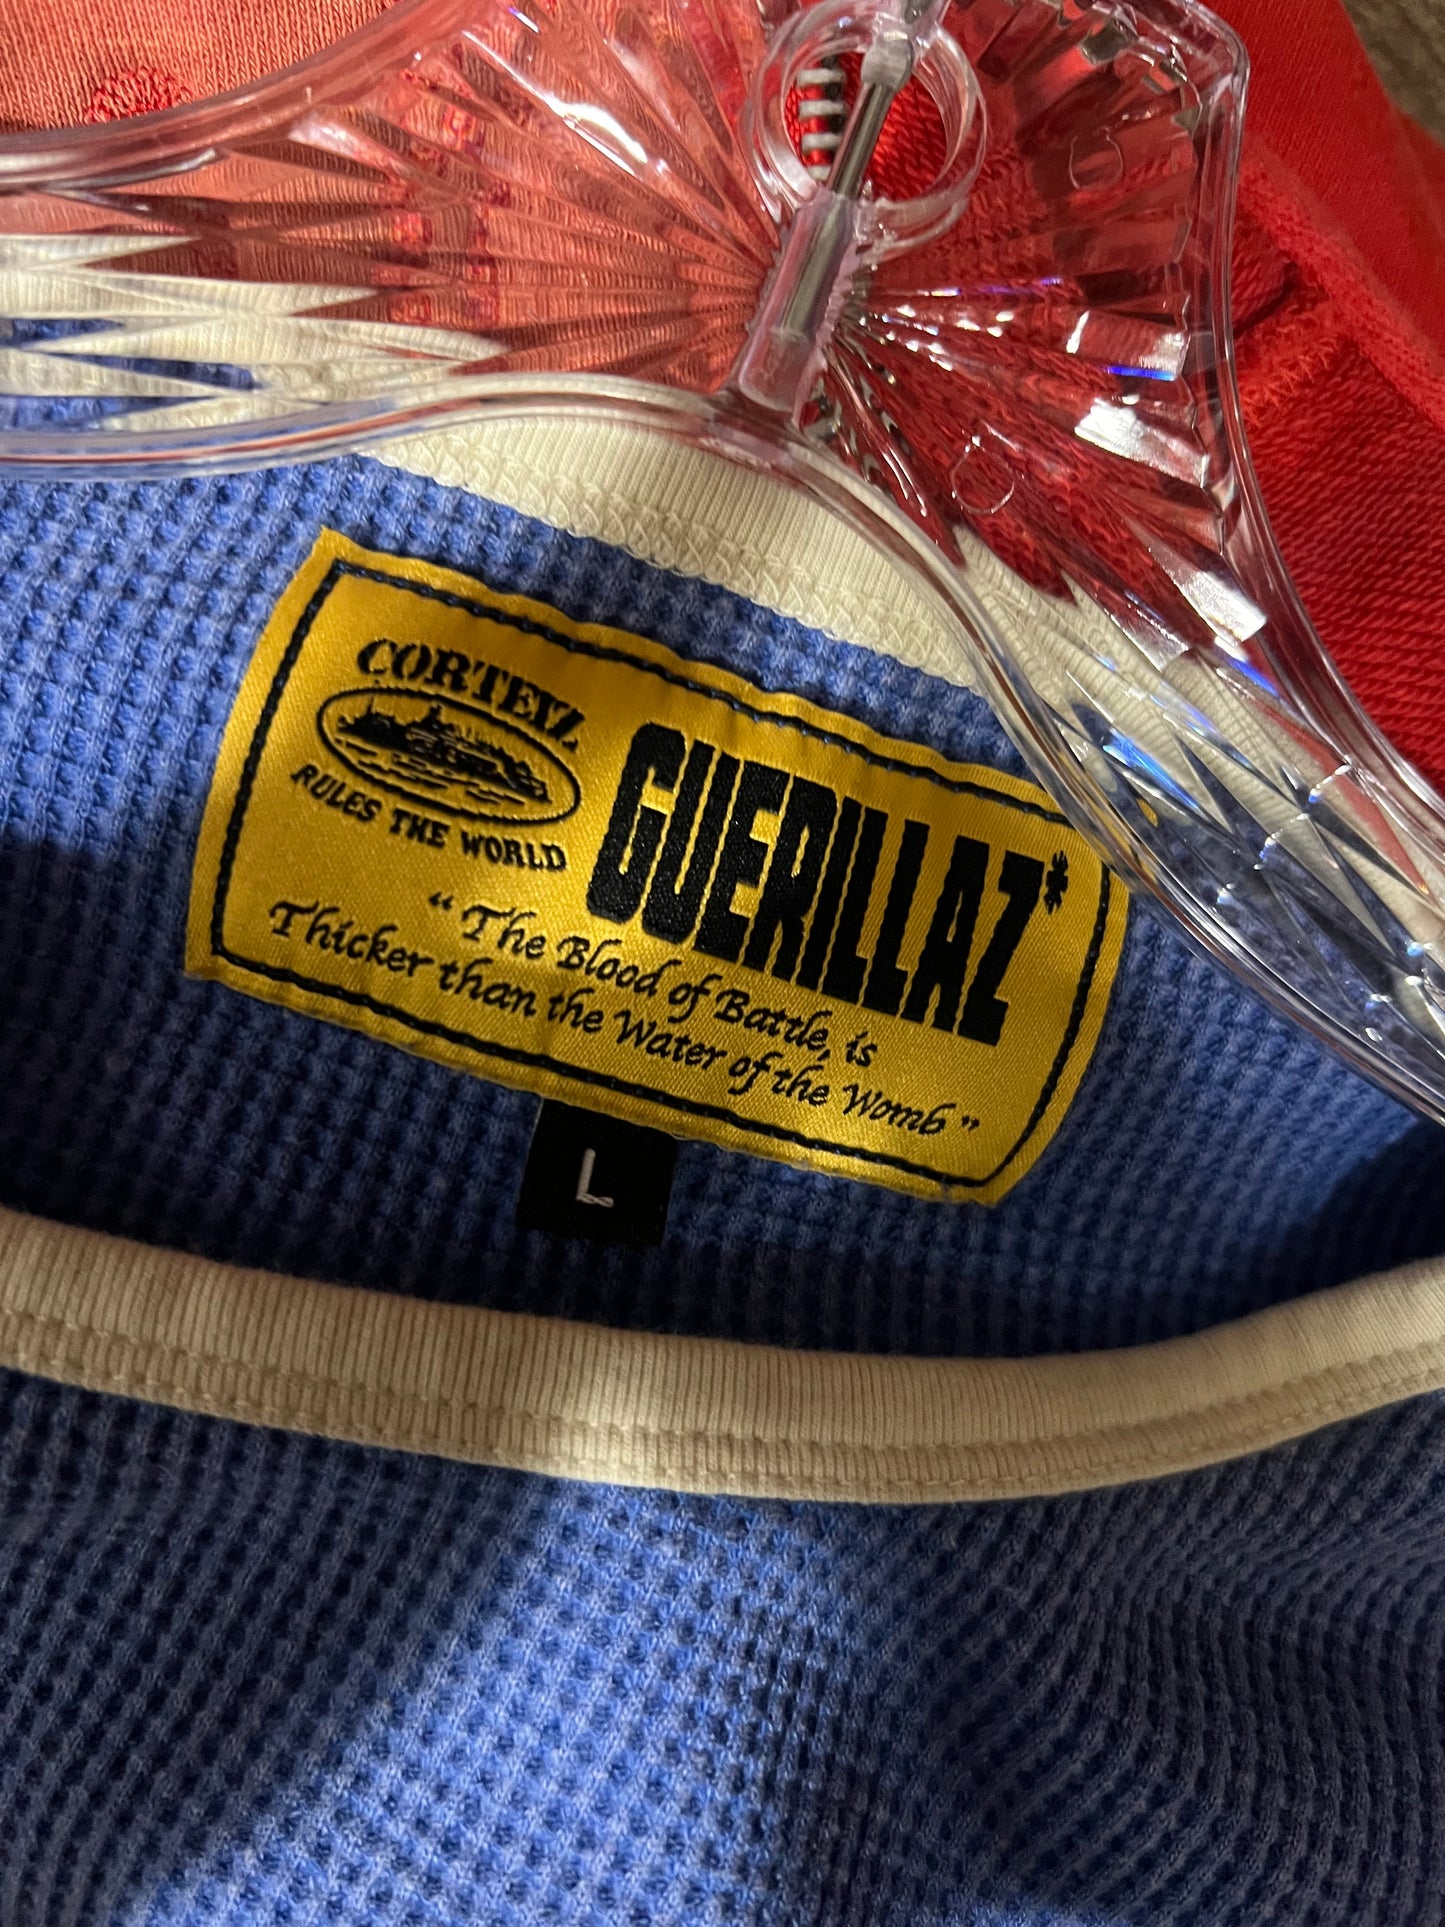 CORTEIZ
RULES THE WORLD
GUERILLAZ*
“The Blood of Battle, is
Thicker than the Water of the Womb”
L